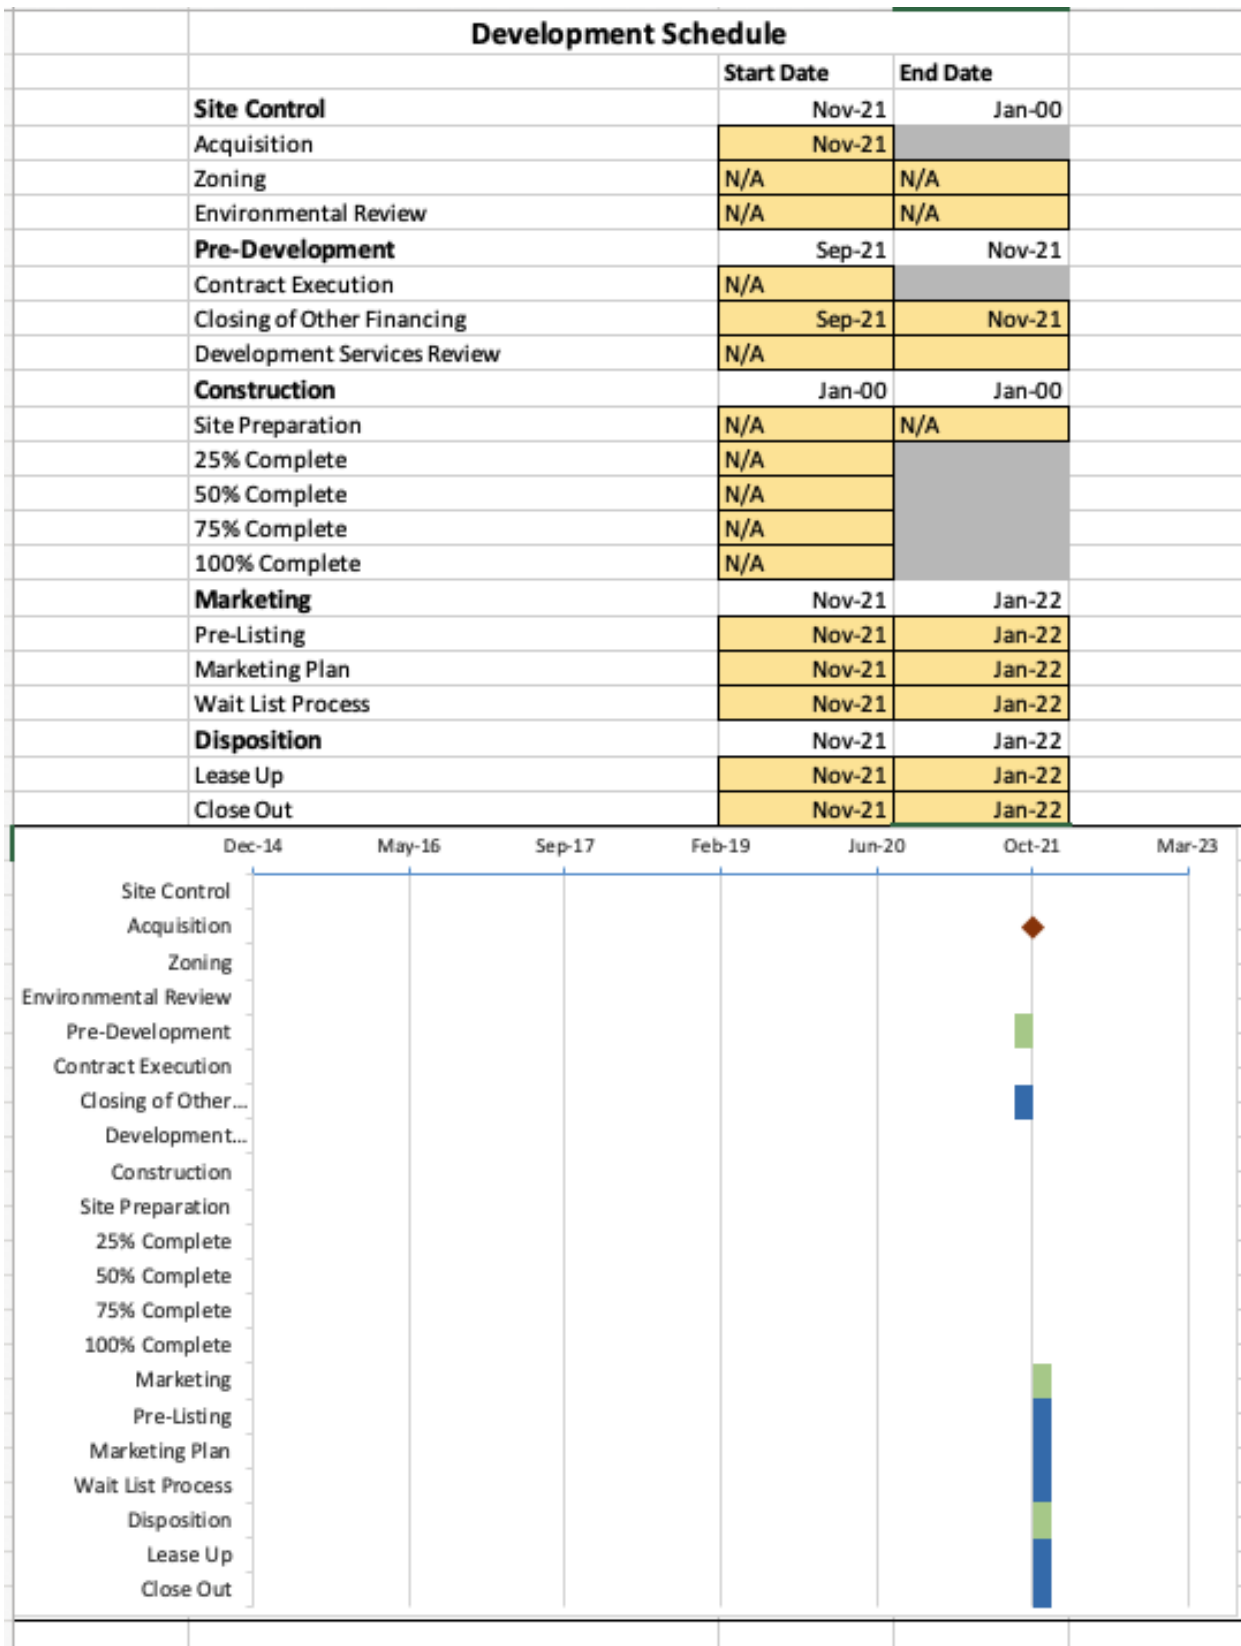 Development Schedule
Start Date End Date
Site Control Nov-21 Jan-00
Acquisition Nov-21
Zoning N/A N/A
Environmental Review N/A N/A
Pre-Development Sep-21 Nov-21
Contract Execution N/A
Closing of Other Financing Sep-21 Nov-21
Development Services Review N/A
Construction Jan-00 Jan-00
Site Preparation N/A N/A
25% Complete N/A
50% Complete N/A
75% Complete N/A
100% Complete N/A
Marketing Nov-21 Jan-22
Pre-Listing Nov-21 Jan-22
Marketing Plan Nov-21 Jan-22
Wait List Process Nov-21 Jan-22
Disposition Nov-21 Jan-22
Lease Up Nov-21 Jan-22
Close Out Nov-21 Jan-22
Dec-14 May-16 Sep-17 Feb-19 Jun-20 Oct-21 Mar-23
Site Control
Acquisition
Zoning
Environmental Review
Pre-Development
Contract Execution
Closing of Other...
Development...
Construction
Site Preparation
25% Complete
50% Complete
75% Complete
100% Complete
Marketing
Pre-Listing
Marketing Plan
Wait List Process
Disposition
Lease Up
Close Out